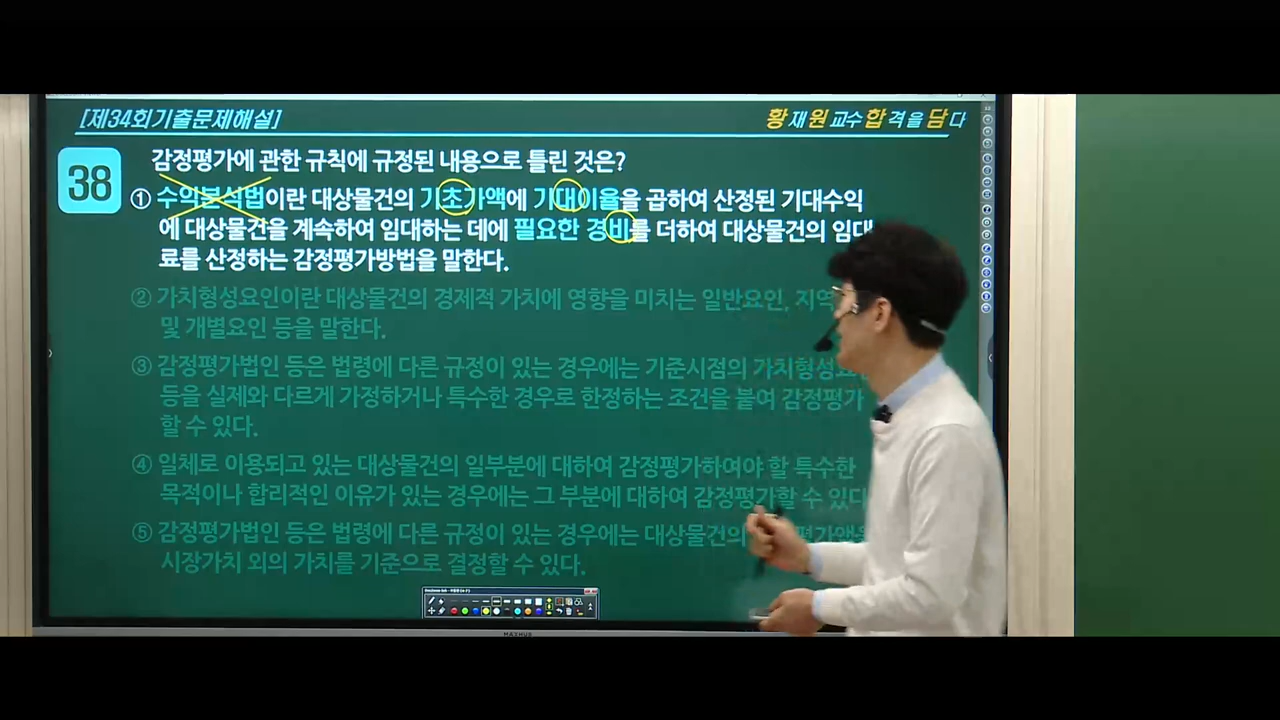 [제34회기출문제해설]
황재원교수합격을담다
38
감정평가에 관한 규칙에 규정된 내용으로 틀린 것은?
① 수익분석법이란 대상물건의 기초가액에 기대이율을 곱하여 산정된 기대수익
에 대상물건을 계속하여 임대하는 데에 필요한 경비를 더하여 대상물건의 임대
료를 산정하는 감정평가방법을 말한다.
② 가치형성요인이란 대상물건의 경제적 가치에 영향을 미치는 일반요인, 지역
및 개별요인 등을 말한다.
③ 감정평가법인 등은 법령에 다른 규정이 있는 경우에는 기준시점의 가치형성
등을 실제와 다르게 가정하거나 특수한 경우로 한정하는 조건을 붙여 감정평가
할 수 있다.
④ 일체로 이용되고 있는 대상물건의 일부분에 대하여 감정평가하여야 할 특수한
목적이나 합리적인 이유가 있는 경우에는 그 부분에 대하여 감정평가할 수 있다
⑤ 감정평가법인 등은 법령에 다른 규정이 있는 경우에는 대상물건의 평가액을
시장가치 외의 가치를 기준으로 결정할 수 있다.
MAXHUB